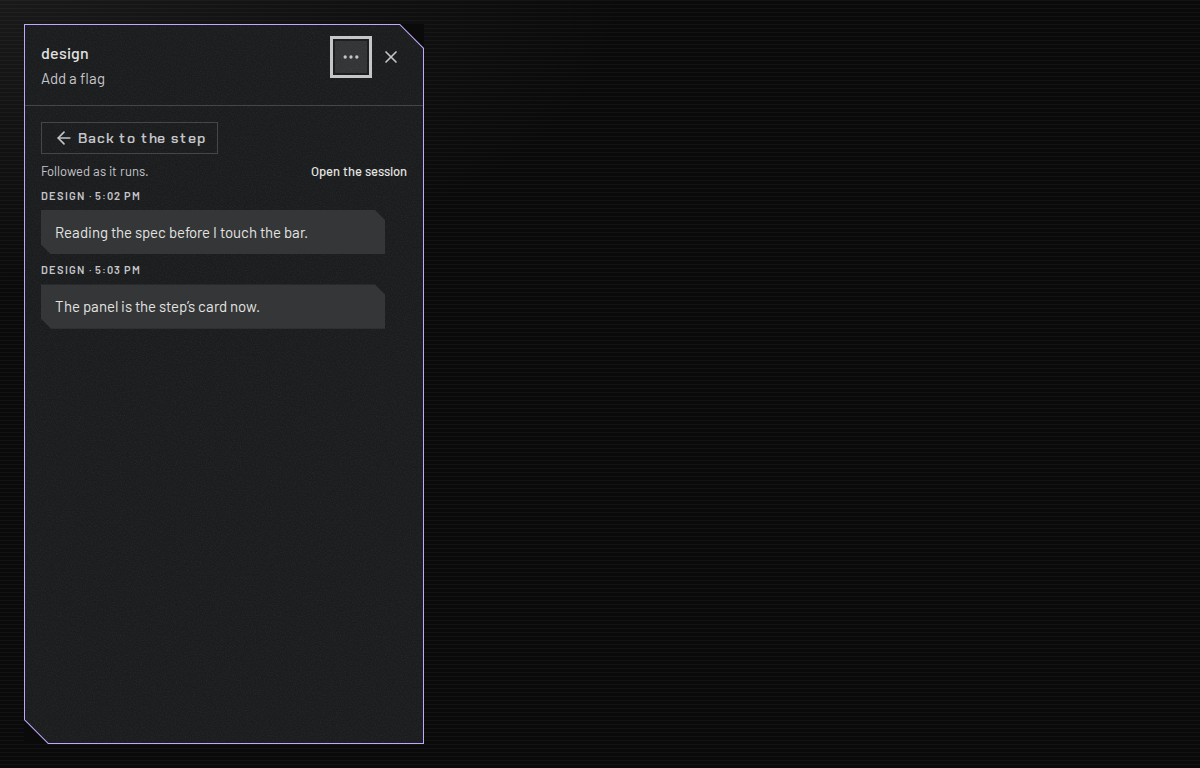 design
Add a flag
Back to the step
Followed as it runs.
Open the session
DESIGN · 5:02 PM
Reading the spec before I touch the bar.
DESIGN · 5:03 PM
The panel is the step’s card now.